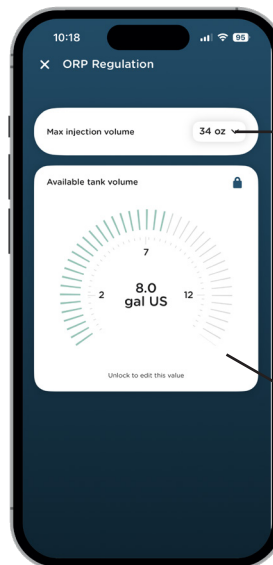 10:18
95
X ORP Regulation
Max injection volume 34 oz
Available tank volume
7
2 8.0 12
gal US
Unlock to edit this value